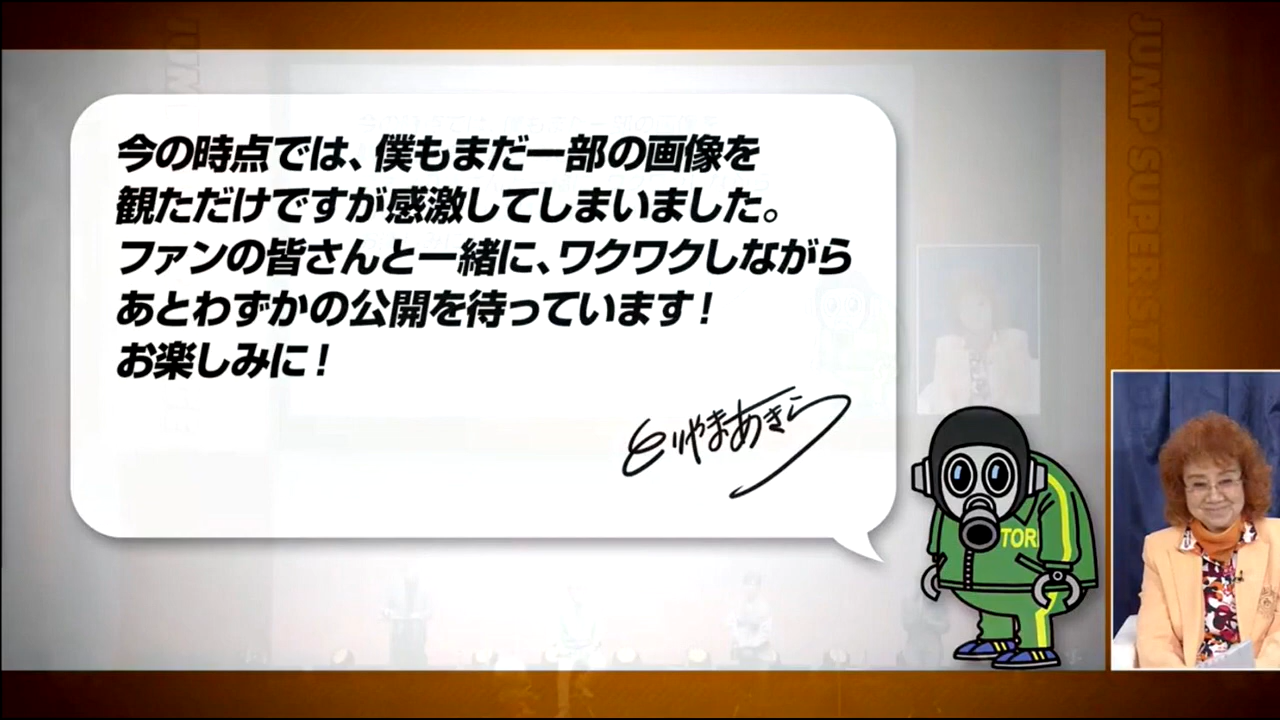 今の時点では、僕もまだ一部の画像を
観ただけですが感激してしまいました。
ファンの皆さんと一緒に、ワクワクしながら
あとわずかの公開を待っています！
お楽しみに！
とりやまあきら
TORI
JUMP SUPER STA